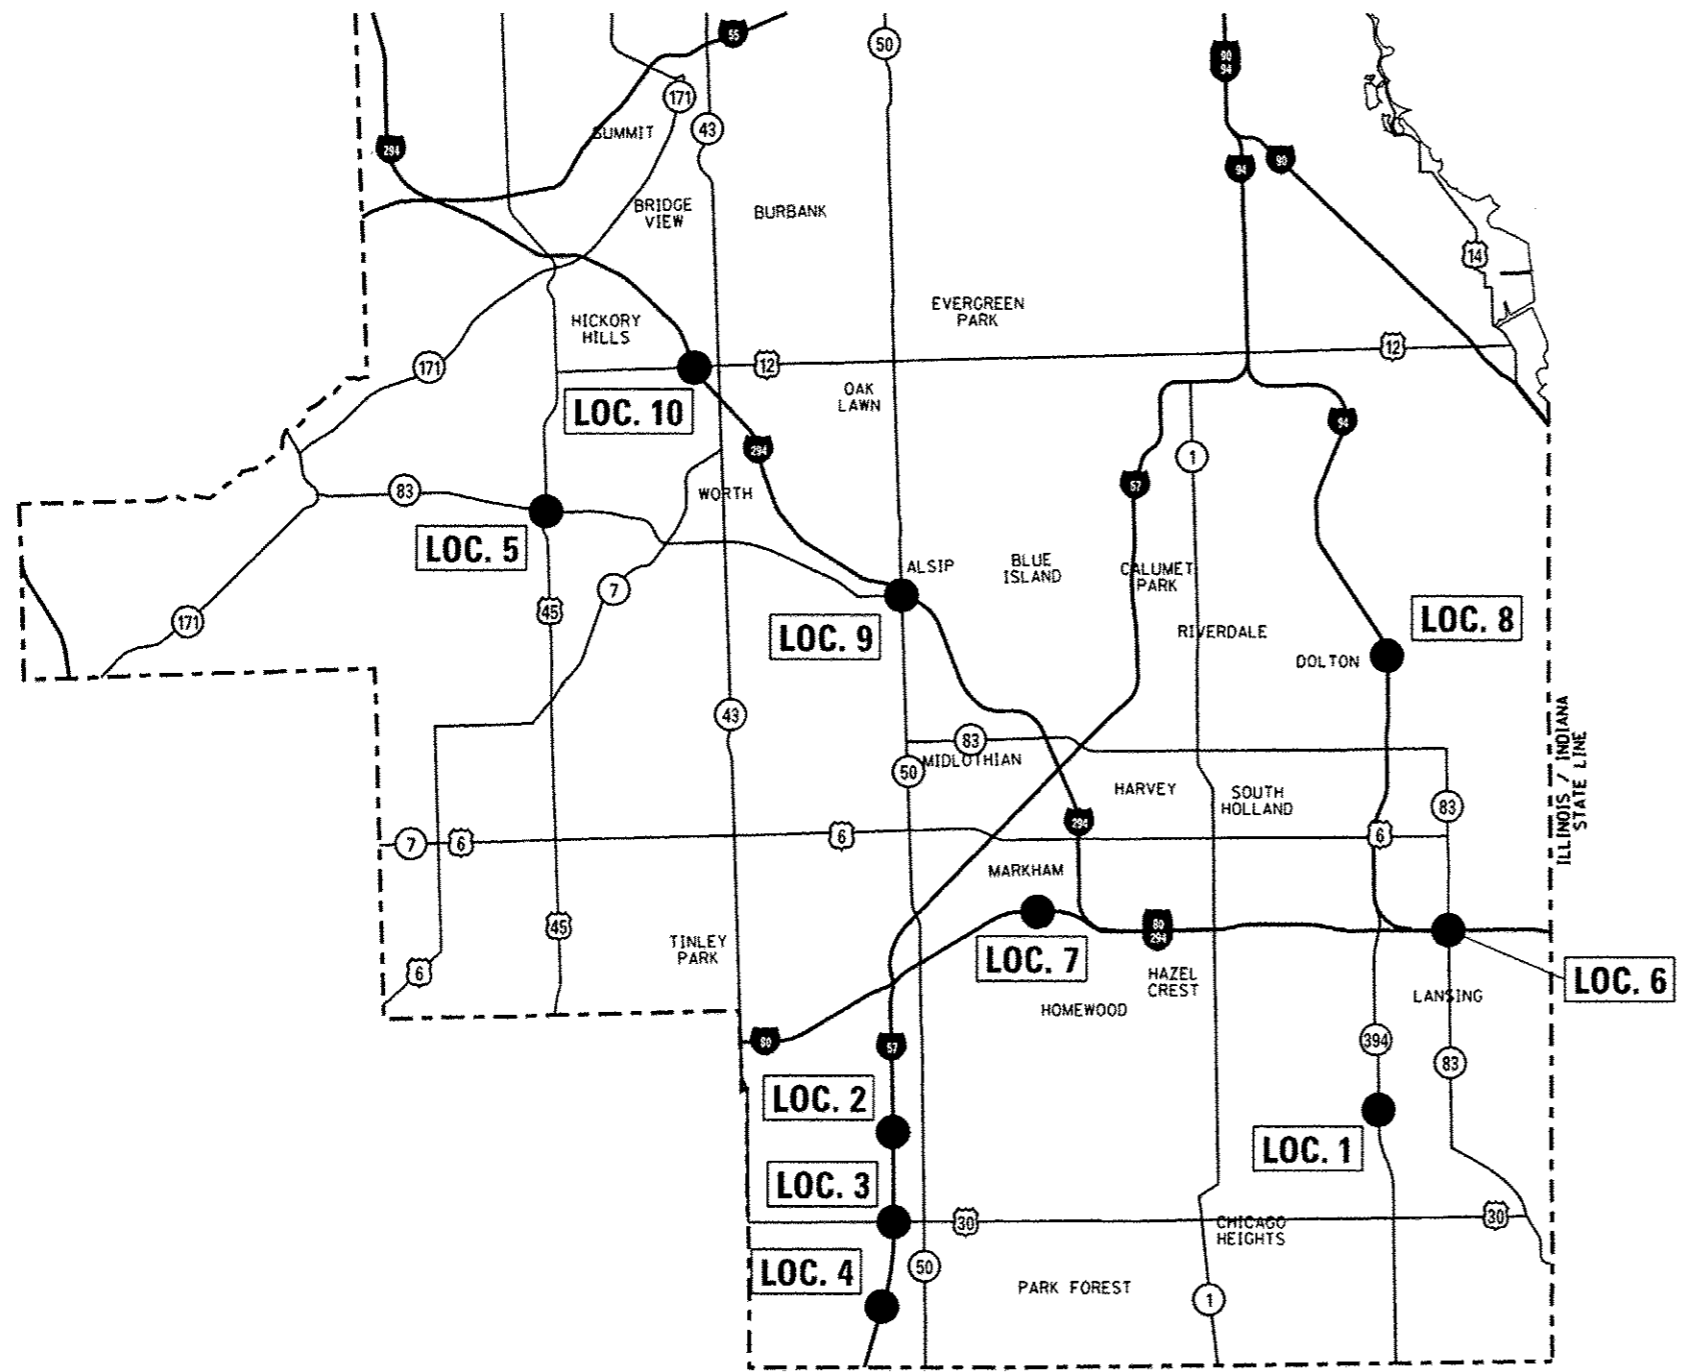 55
50
90
94
171
SUMMIT
43
294
94
90
BRIDGE
VIEW
BURBANK
14
EVERGREEN
PARK
HICKORY
HILLS
171
12
12
OAK
LAWN
LOC. 10
294
94
1
57
83
WORTH
LOC. 5
ALSIP
BLUE
ISLAND
CALUMET
PARK
7
45
171
LOC. 9
LOC. 8
RIVERDALE
DOLTON
43
83
MIDLOTHIAN
50
HARVEY
SOUTH
HOLLAND
83
ILLINOIS / INDIANA
STATE LINE
294
7
6
6
6
MARKHAM
45
TINLEY
PARK
80
294
LOC. 7
6
HAZEL
CREST
LOC. 6
HOMEWOOD
LANSING
80
57
394
83
LOC. 2
LOC. 1
LOC. 3
30
30
CHICAGO
HEIGHTS
LOC. 4
50
PARK FOREST
1